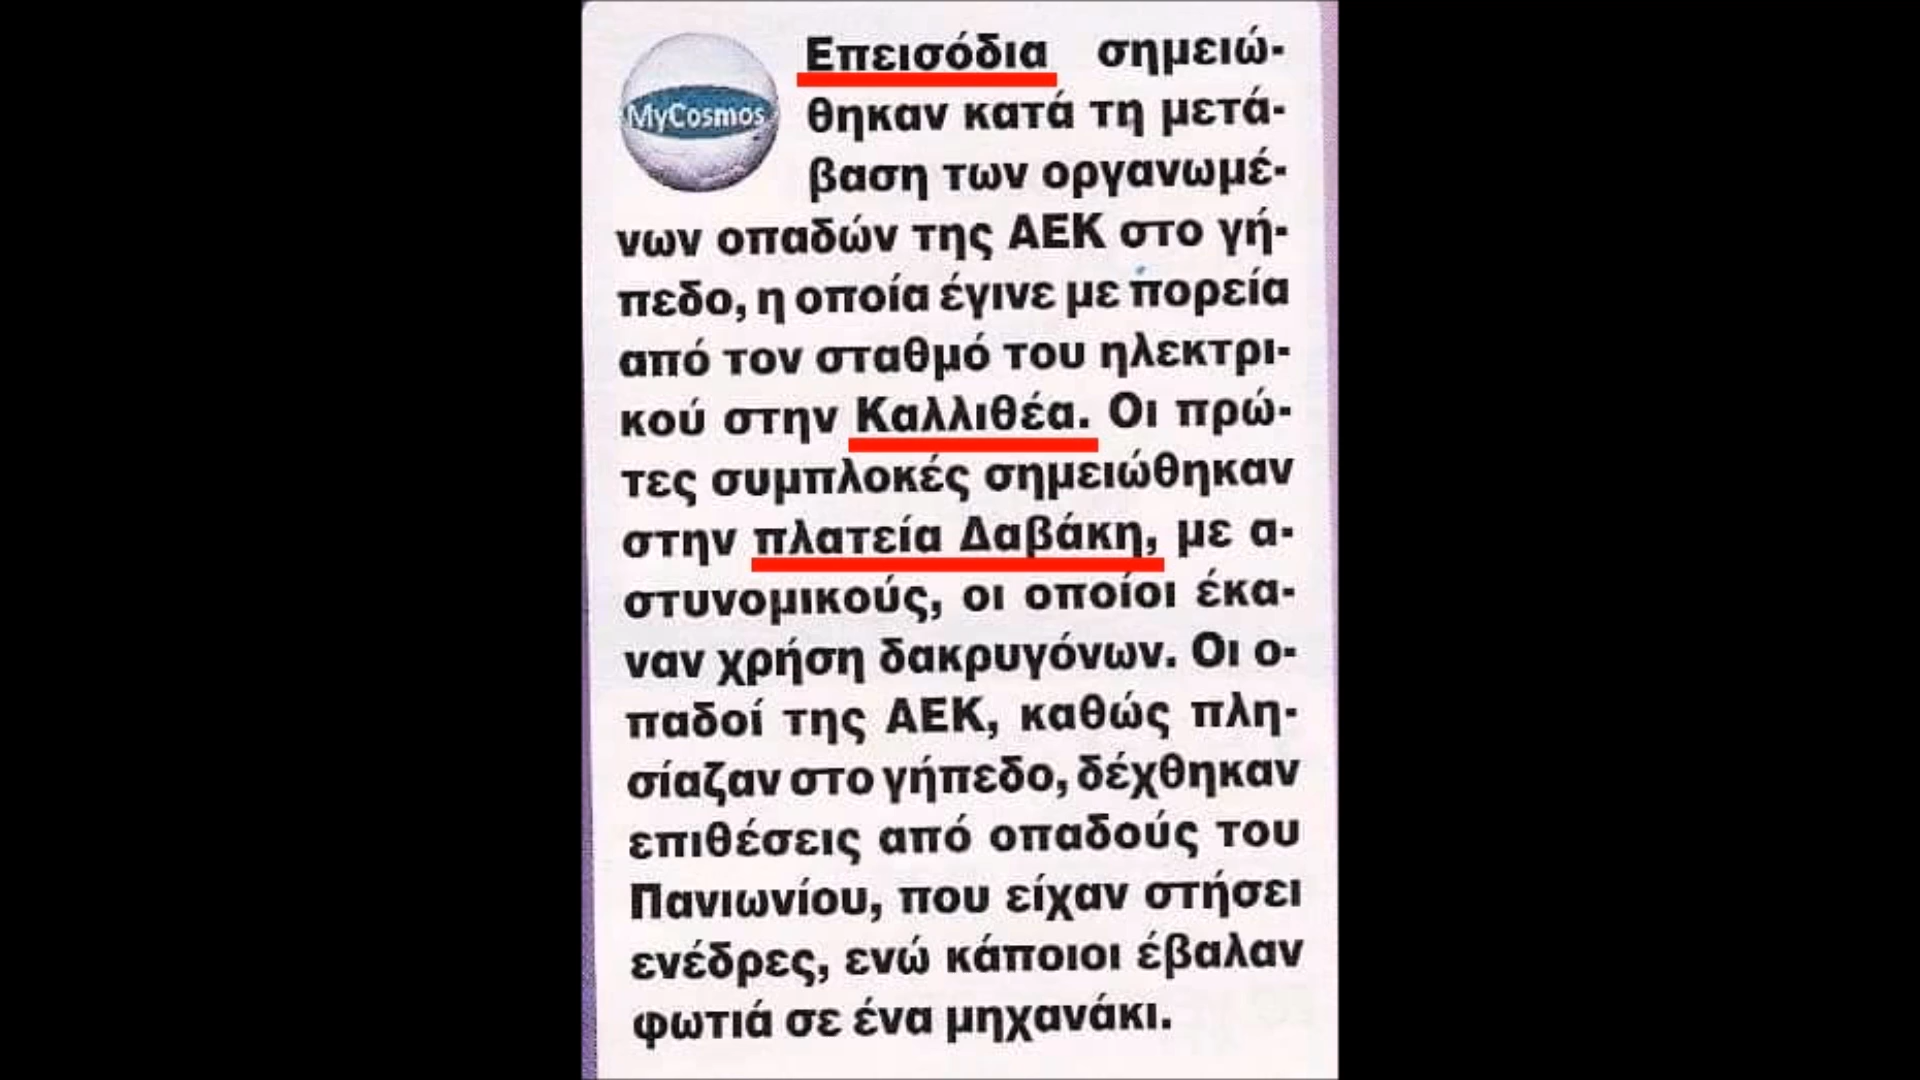 MyCosmos
Επεισόδια σημειώ-
θηκαν κατά τη μετά-
βαση των οργανωμέ-
νων οπαδών της ΑΕΚ στο γή-
πεδο, η οποία έγινε με πορεία
από τον σταθμό του ηλεκτρι-
κού στην Καλλιθέα. Οι πρώ-
τες συμπλοκές σημειώθηκαν
στην πλατεία Δαβάκη, με α-
στυνομικούς, οι οποίοι έκα-
ναν χρήση δακρυγόνων. Οι ο-
παδοί της ΑΕΚ, καθώς πλη-
σίαζαν στο γήπεδο, δέχθηκαν
επιθέσεις από οπαδούς του
Πανιωνίου, που είχαν στήσει
ενέδρες, ενώ κάποιοι έβαλαν
φωτιά σε ένα μηχανάκι.